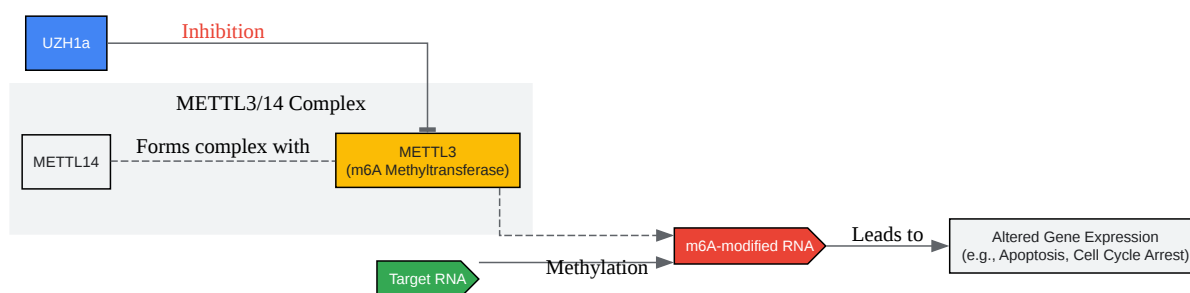 UZH1a
Inhibition
METTL3/14 Complex
METTL14
Forms complex with
METTL3
(m6A Methyltransferase)
Target RNA
Methylation
m6A-modified RNA
Leads to
Altered Gene Expression
(e.g., Apoptosis, Cell Cycle Arrest)